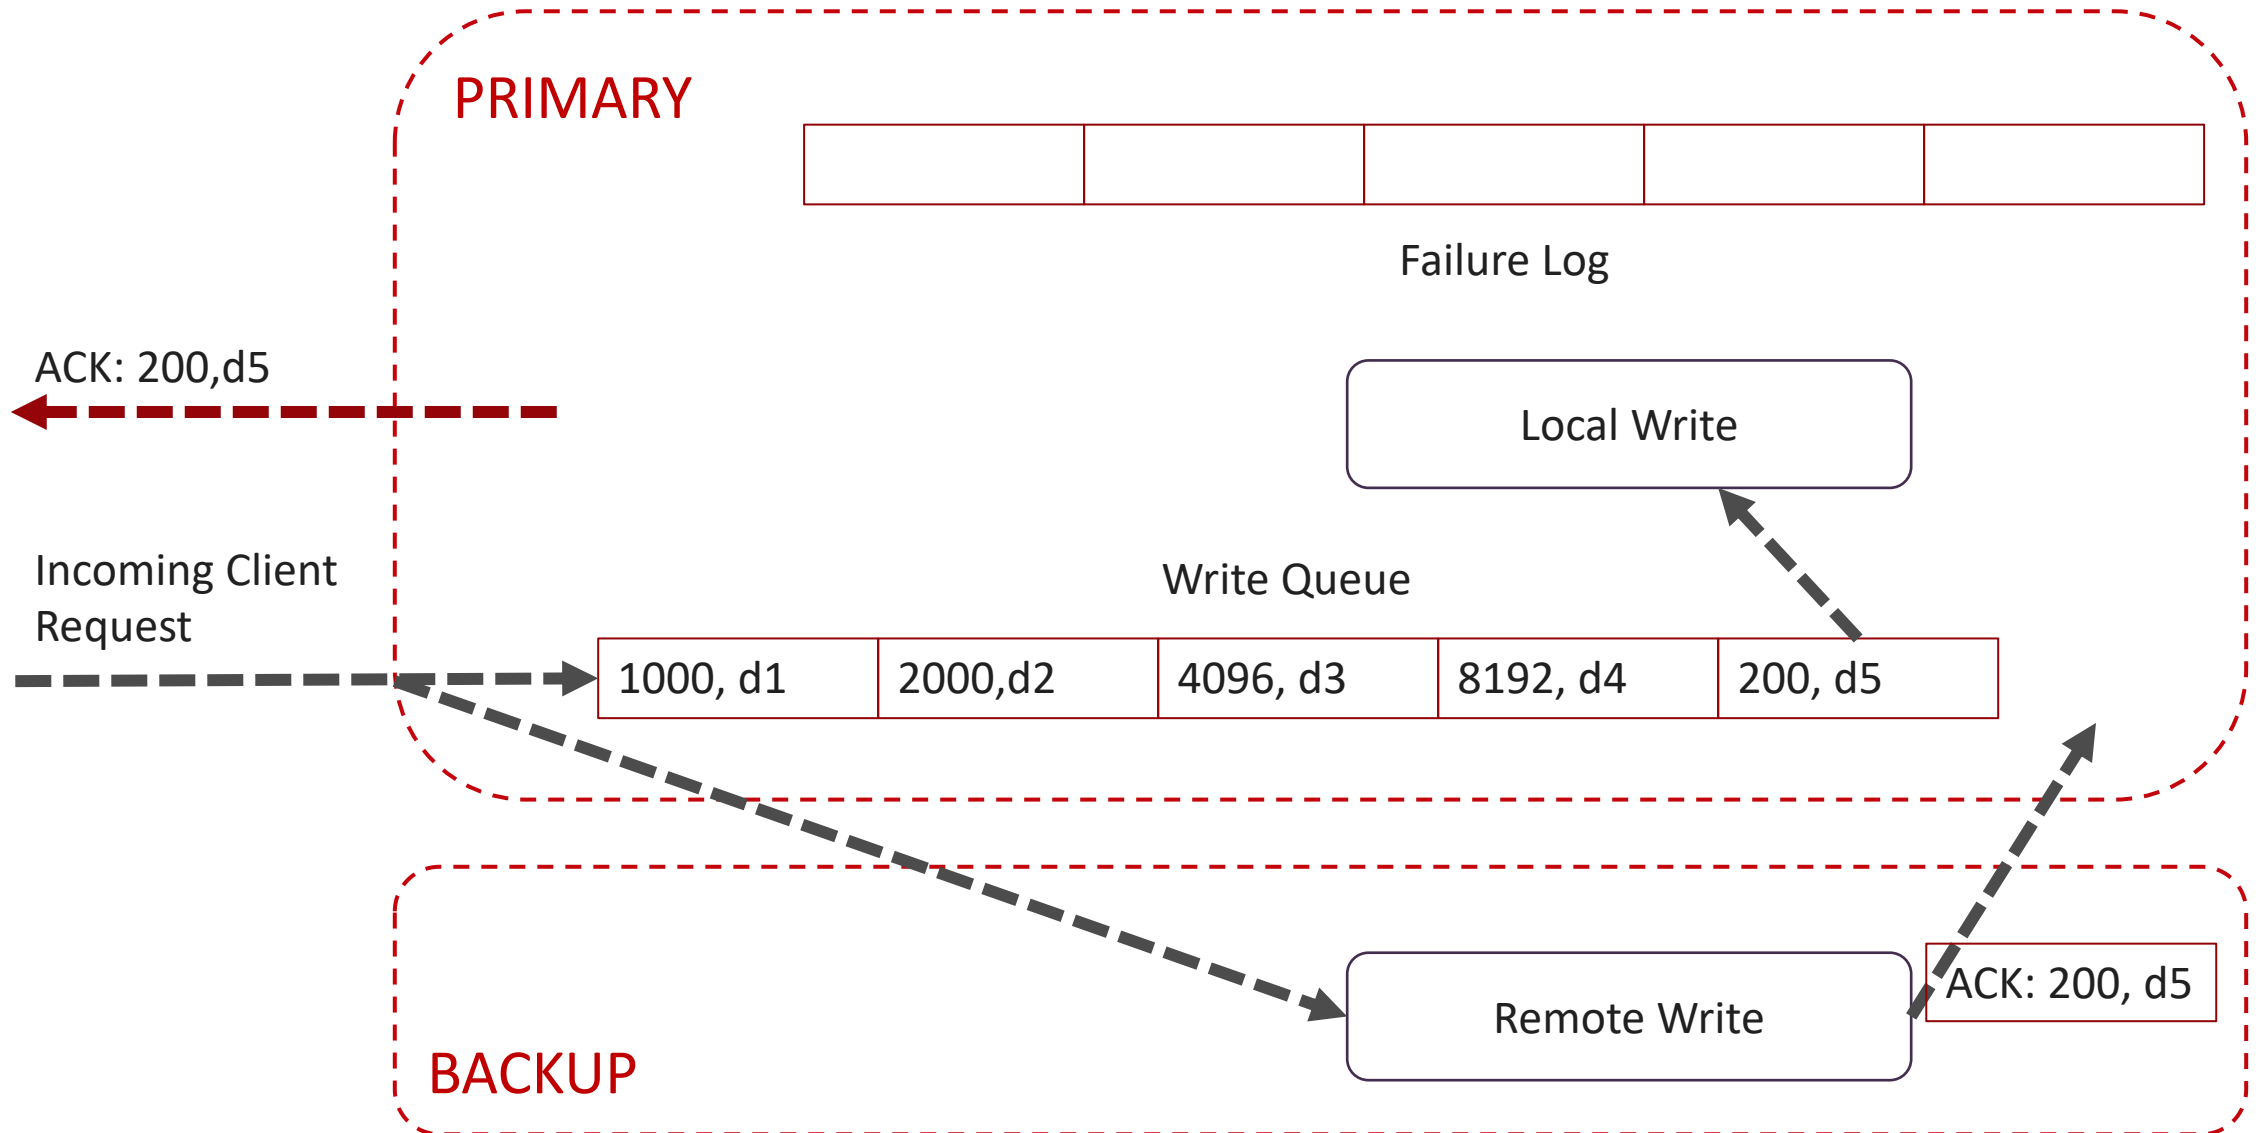 PRIMARY
Failure Log
ACK: 200,d5
Local Write
Incoming Client
Request
Write Queue
1000, d1
2000,d2
4096, d3
8192, d4
200, d5
ACK: 200, d5
Remote Write
BACKUP